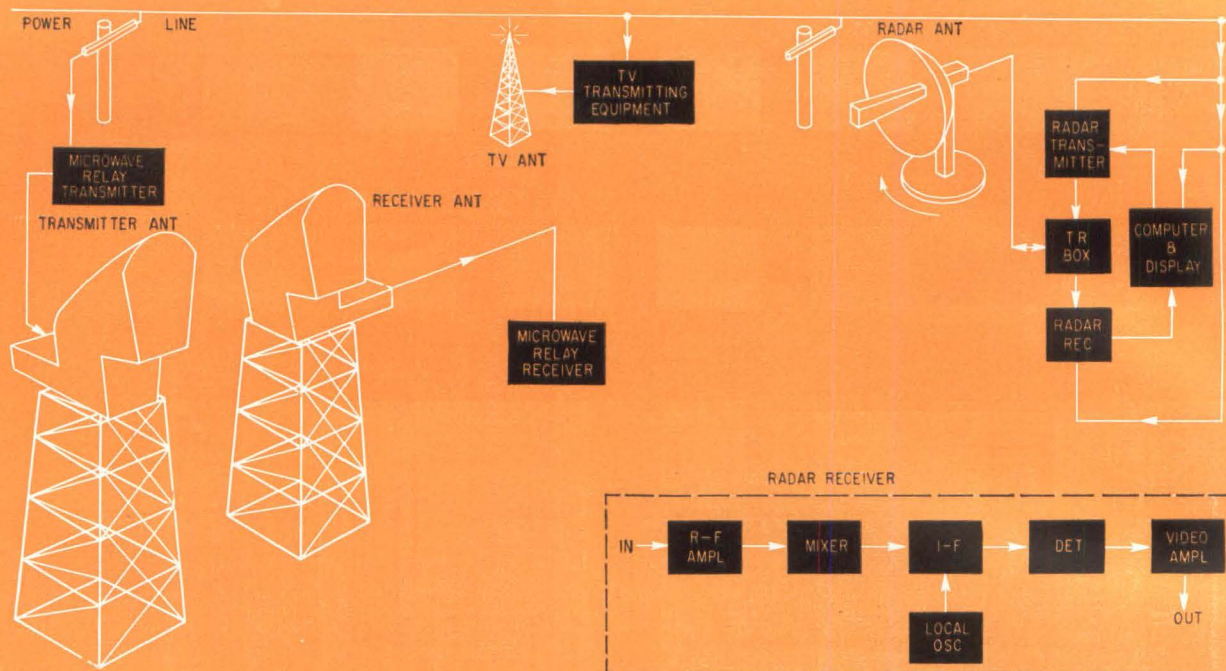 POWER LINE
MICROWAVE
RELAY
TRANSMITTER
TRANSMITTER ANT
RECEIVER ANT
MICROWAVE
RELAY
RECEIVER
TV
TRANSMITTING
EQUIPMENT
TV ANT
RADAR ANT
RADAR
TRANS-
MITTER
TR
BOX
RADAR
REC
COMPUTER
&
DISPLAY
RADAR RECEIVER
IN
R-F
AMPL
MIXER
I-F
DET
VIDEO
AMPL
LOCAL
OSC
OUT